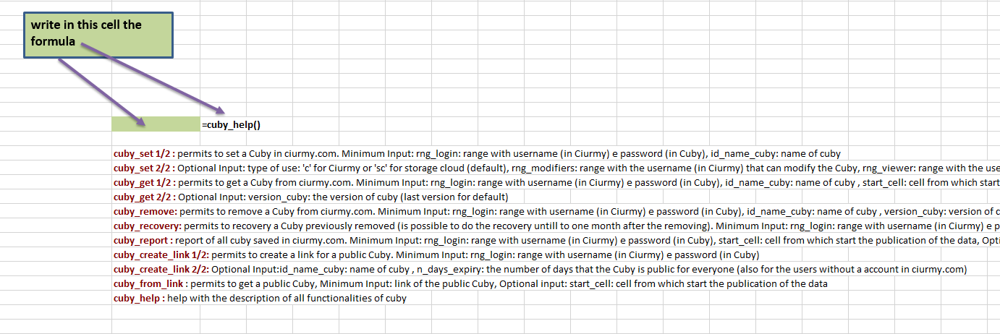 write in this cell the
formula
=cuby_help()
cuby_set 1/2 : permits to set a Cuby in ciurmy.com. Minimum Input: rng_login: range with username (in Ciurmy) e password (in Cuby), id_name_cuby: name of cuby
cuby_set 2/2 : Optional Input: type of use: 'c' for Ciurmy or 'sc' for storage cloud (default), rng_modifiers: range with the username (in Ciurmy) that can modify the Cuby, rng_viewer: range with the use
cuby_get 1/2 : permits to get a Cuby from ciurmy.com. Minimum Input: rng_login: range with username (in Ciurmy) e password (in Cuby), id_name_cuby: name of cuby , start_cell: cell from which start
cuby_get 2/2 : Optional Input: version_cuby: the version of cuby (last version for default)
cuby_remove: permits to remove a Cuby from ciurmy.com. Minimum Input: rng_login: range with username (in Ciurmy) e password (in Cuby), id_name_cuby: name of cuby , version_cuby: version of c
cuby_recovery: permits to recovery a Cuby previously removed (is possible to do the recovery untill to one month after the removing). Minimum Input: rng_login: range with username (in Ciurmy) e p
cuby_report : report of all cuby saved in ciurmy.com. Minimum Input: rng_login: range with username (in Ciurmy) e password (in Cuby), start_cell: cell from which start the publication of the data, Opti
cuby_create_link 1/2: permits to create a link for a public Cuby. Minimum Input: rng_login: range with username (in Ciurmy) e password (in Cuby)
cuby_create_link 2/2: Optional Input:id_name_cuby: name of cuby , n_days_expiry: the number of days that the Cuby is public for everyone (also for the users without a account in ciurmy.com)
cuby_from_link : permits to get a public Cuby, Minimum Input: link of the public Cuby, Optional input: start_cell: cell from which start the publication of the data
cuby_help : help with the description of all functionalities of cuby